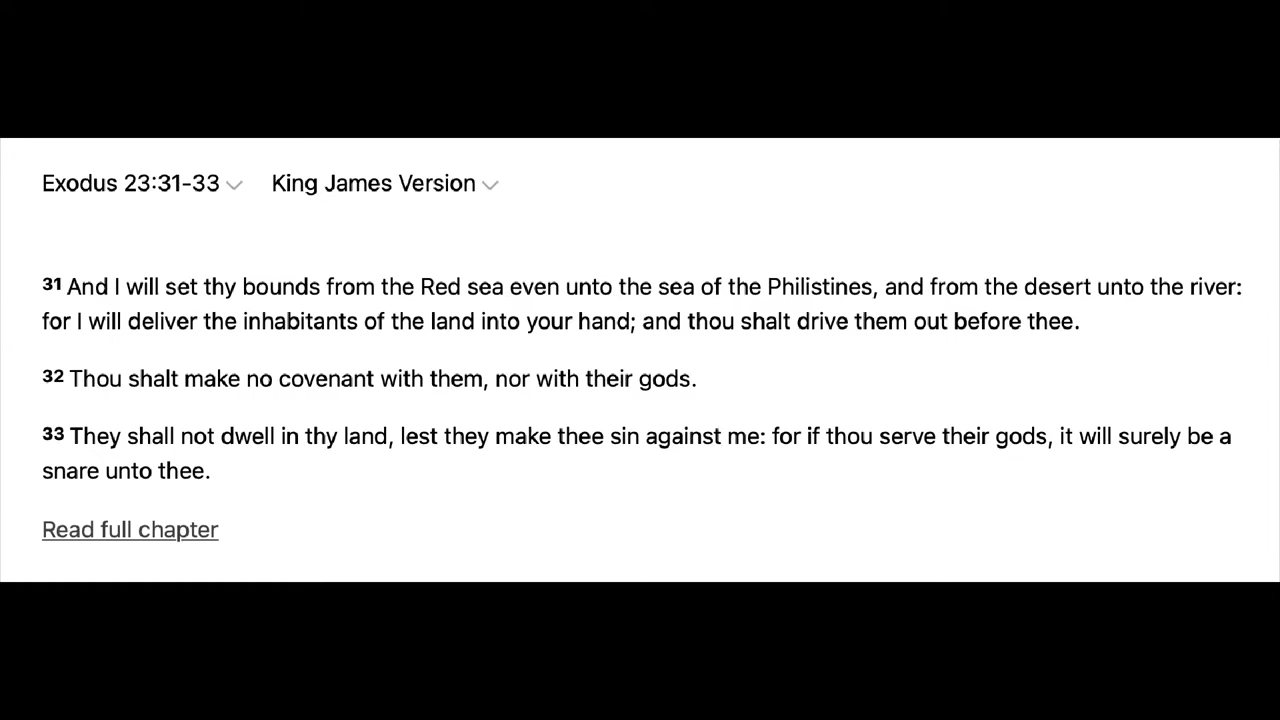 Exodus 23:31-33 King James Version
31 And I will set thy bounds from the Red sea even unto the sea of the Philistines, and from the desert unto the river:
for I will deliver the inhabitants of the land into your hand; and thou shalt drive them out before thee.
32 Thou shalt make no covenant with them, nor with their gods.
33 They shall not dwell in thy land, lest they make thee sin against me: for if thou serve their gods, it will surely be a
snare unto thee.
Read full chapter